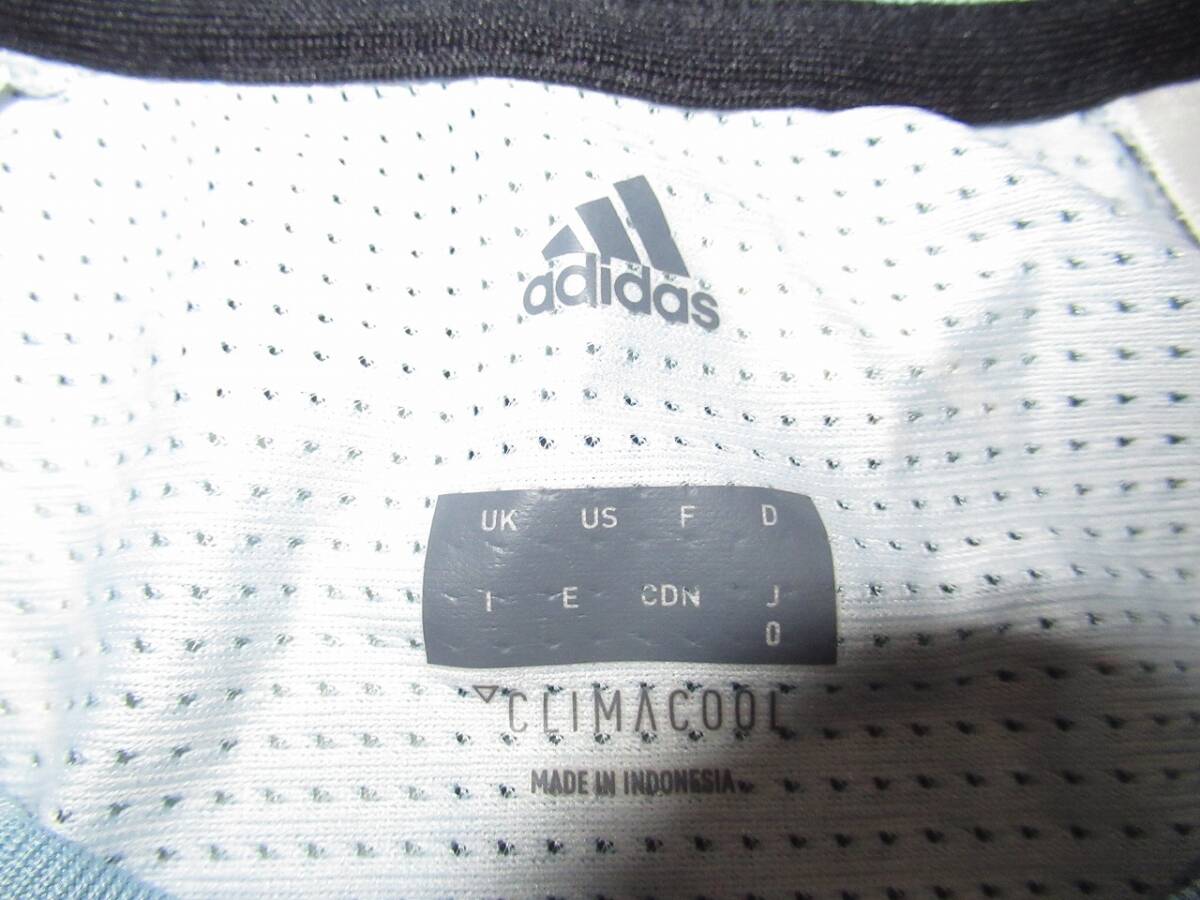 adidas
UK US F D
I E CDN J
O
CLIMACOOL
MADE IN INDONESIA